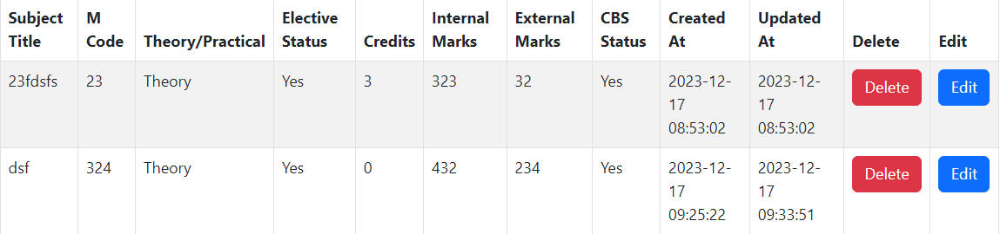 Subject Title M Code Theory/Practical Elective Status Credits Internal Marks External Marks CBS Status Created At Updated At Delete Edit
23fdsfs 23 Theory Yes 3 323 32 Yes 2023-12-17 08:53:02 2023-12-17 08:53:02 Delete Edit
dsf 324 Theory Yes 0 432 234 Yes 2023-12-17 09:25:22 2023-12-17 09:33:51 Delete Edit